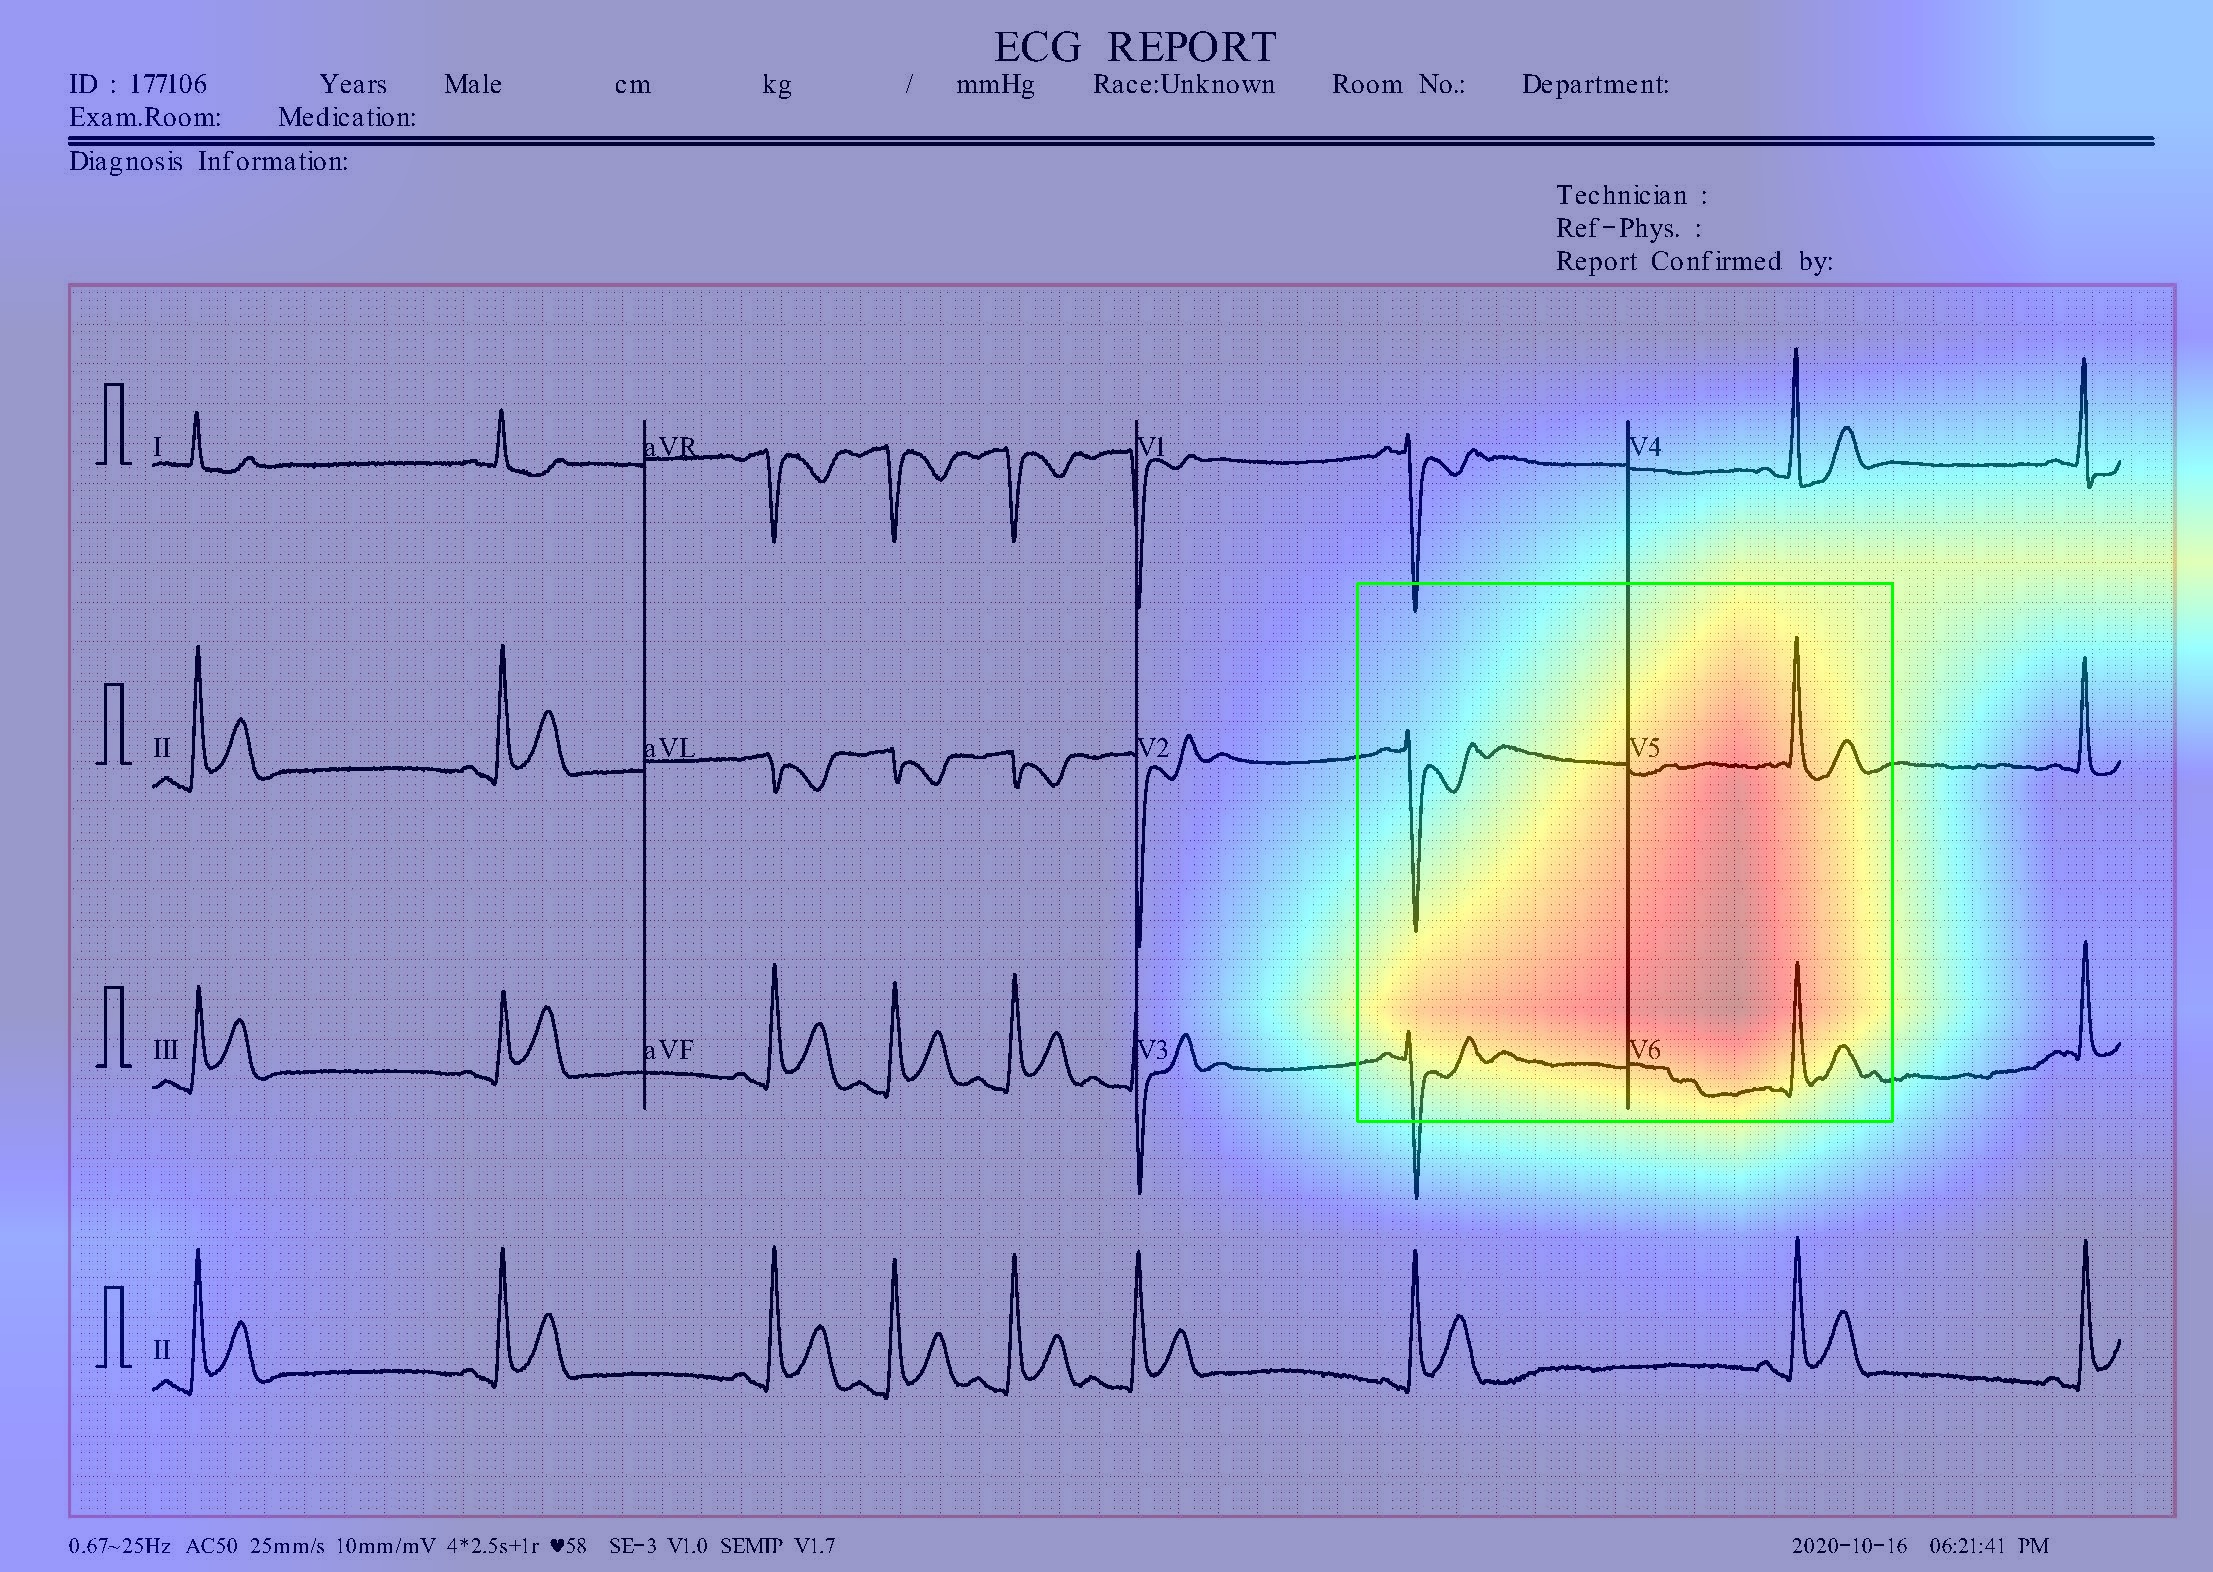 ECG REPORT
ID : 177106 Years Male cm kg / mmHg Race:Unknown Room No.: Department:
Exam.Room: Medication:
Diagnosis Information:
Technician :
Ref-Phys. :
Report Confirmed by:
I aVR V1 V4
II aVL V2 V5
III aVF V3 V6
II
0.67~25Hz AC50 25mm/s 10mm/mV 4*2.5s+1r ♥58 SE-3 V1.0 SEMIP V1.7 2020-10-16 06:21:41 PM